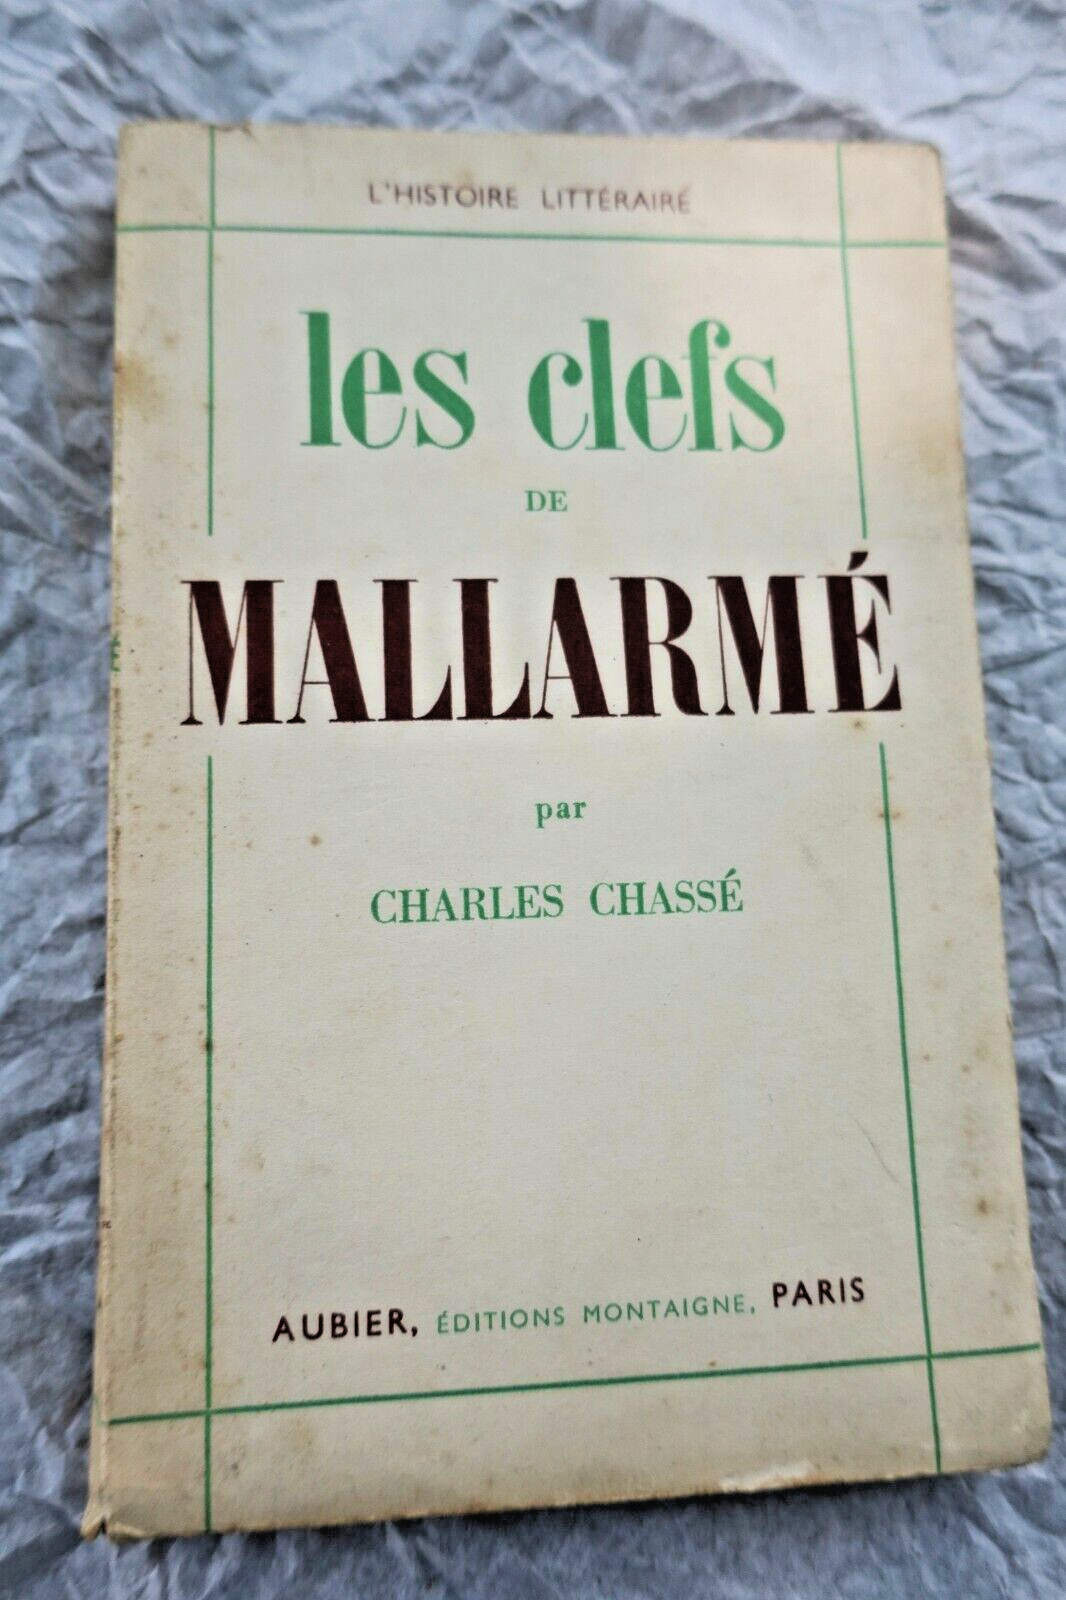 L'HISTOIRE LITTÉRAIRE
les clefs
DE
MALLARMÉ
par
CHARLES CHASSÉ
AUBIER, ÉDITIONS MONTAIGNE, PARIS